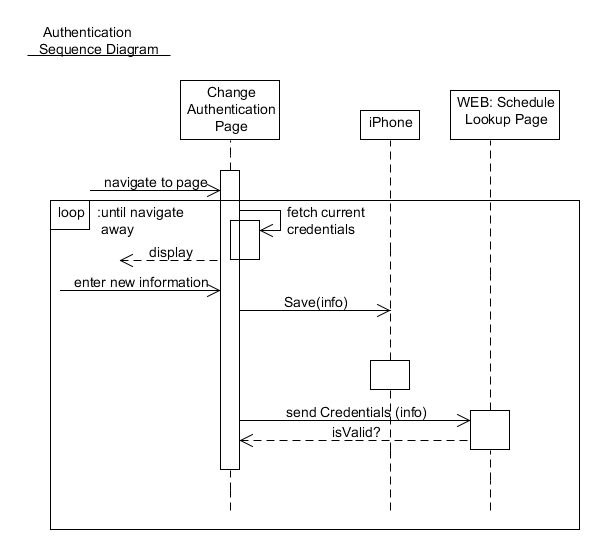 Authentication
Sequence Diagram
Change
Authentication
Page
iPhone
WEB: Schedule
Lookup Page
navigate to page
loop
:until navigate
away
fetch current
credentials
display
enter new information
Save(info)
send Credentials (info)
isValid?